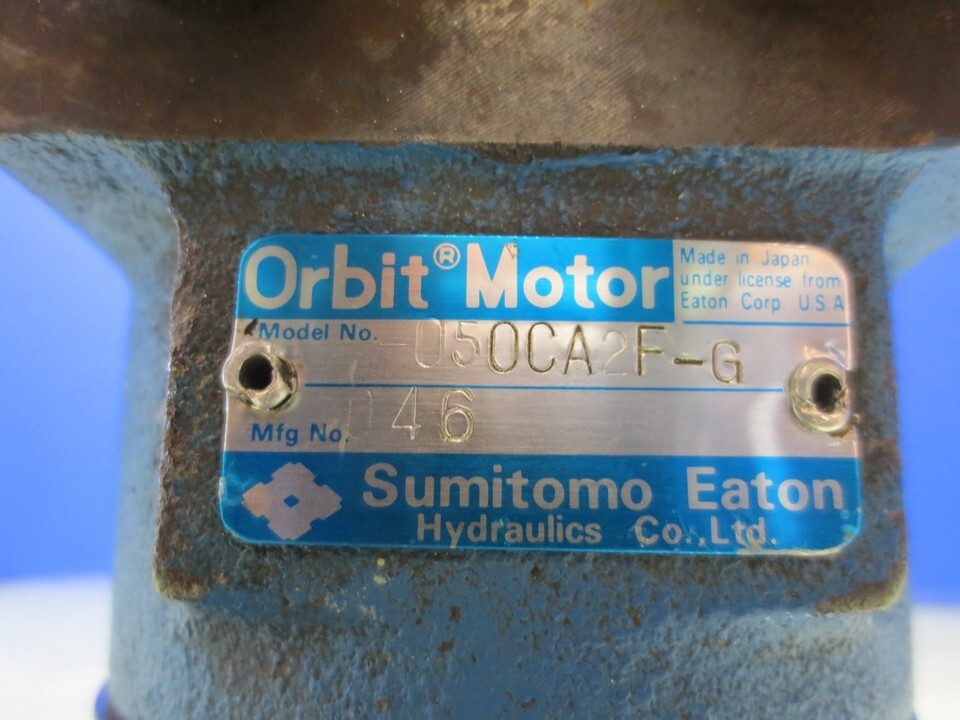 Orbit® Motor
Made in Japan
under license from
Eaton Corp U.S.A
Model No. -050CA2F-G
Mfg No. 046
Sumitomo Eaton
Hydraulics Co.,Ltd.